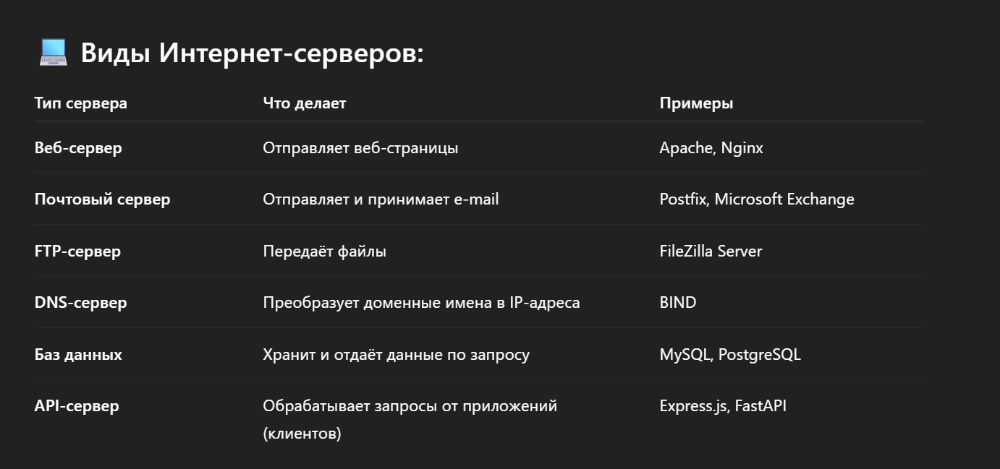 Виды Интернет-серверов:
Тип сервера Что делает Примеры
Веб-сервер Отправляет веб-страницы Apache, Nginx
Почтовый сервер Отправляет и принимает e-mail Postfix, Microsoft Exchange
FTP-сервер Передаёт файлы FileZilla Server
DNS-сервер Преобразует доменные имена в IP-адреса BIND
Баз данных Хранит и отдаёт данные по запросу MySQL, PostgreSQL
API-сервер Обрабатывает запросы от приложений Express.js, FastAPI
(клиентов)